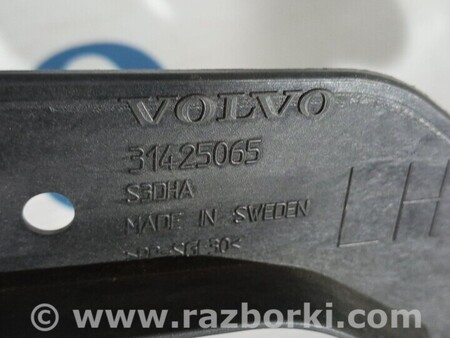 VOLVO
31425065
S3DHA
MADE IN SWEDEN
LH
© www.razborki.com